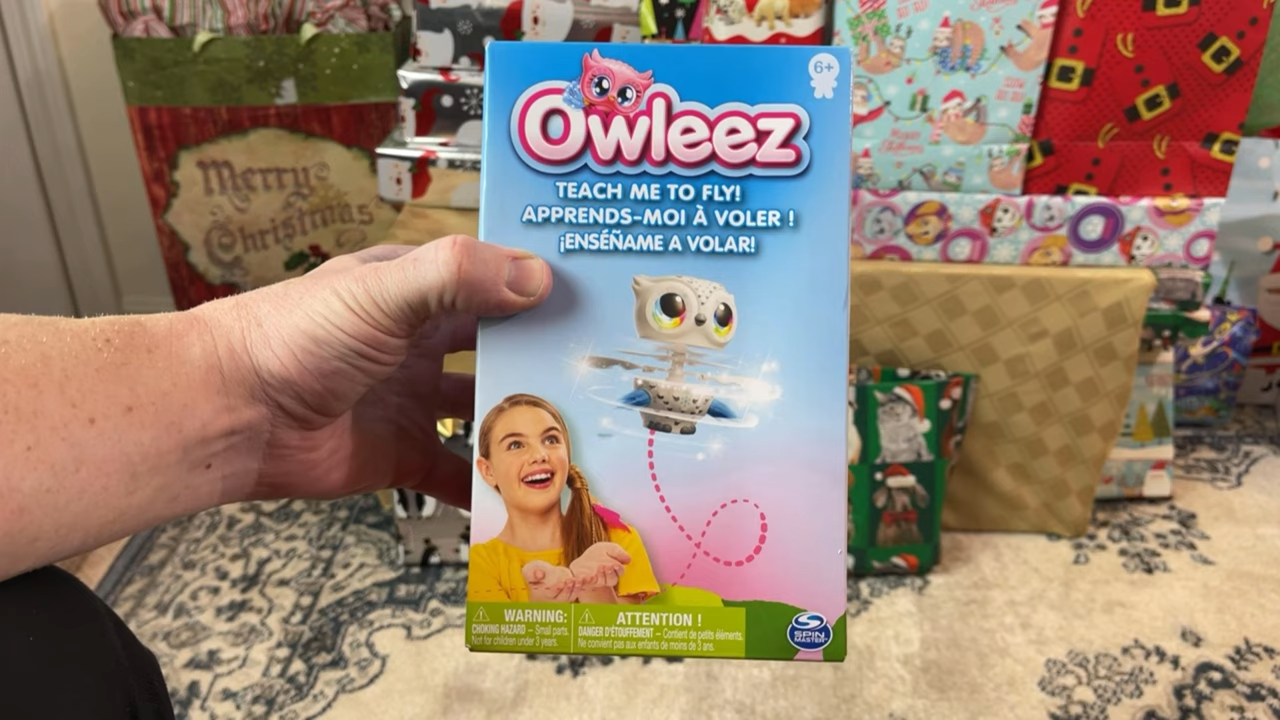 Merry
Christmas
6+
Owleez
TEACH ME TO FLY!
APPRENDS-MOI À VOLER !
¡ENSÉÑAME A VOLAR!
WARNING:
CHOKING HAZARD – Small parts.
Not for children under 3 years.
ATTENTION !
DANGER D'ÉTOUFFEMENT – Contient de petits éléments.
Ne convient pas aux enfants de moins de 3 ans.
SPIN
MASTER